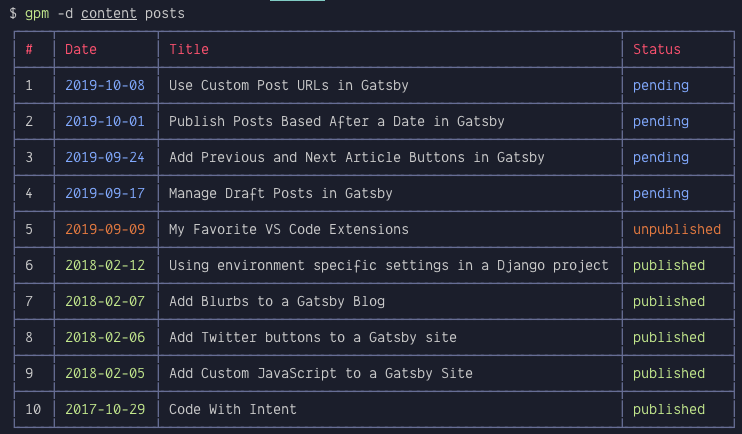 $ gpm -d content posts
# Date Title Status
1 2019-10-08 Use Custom Post URLs in Gatsby pending
2 2019-10-01 Publish Posts Based After a Date in Gatsby pending
3 2019-09-24 Add Previous and Next Article Buttons in Gatsby pending
4 2019-09-17 Manage Draft Posts in Gatsby pending
5 2019-09-09 My Favorite VS Code Extensions unpublished
6 2018-02-12 Using environment specific settings in a Django project published
7 2018-02-07 Add Blurbs to a Gatsby Blog published
8 2018-02-06 Add Twitter buttons to a Gatsby site published
9 2018-02-05 Add Custom JavaScript to a Gatsby Site published
10 2017-10-29 Code With Intent published